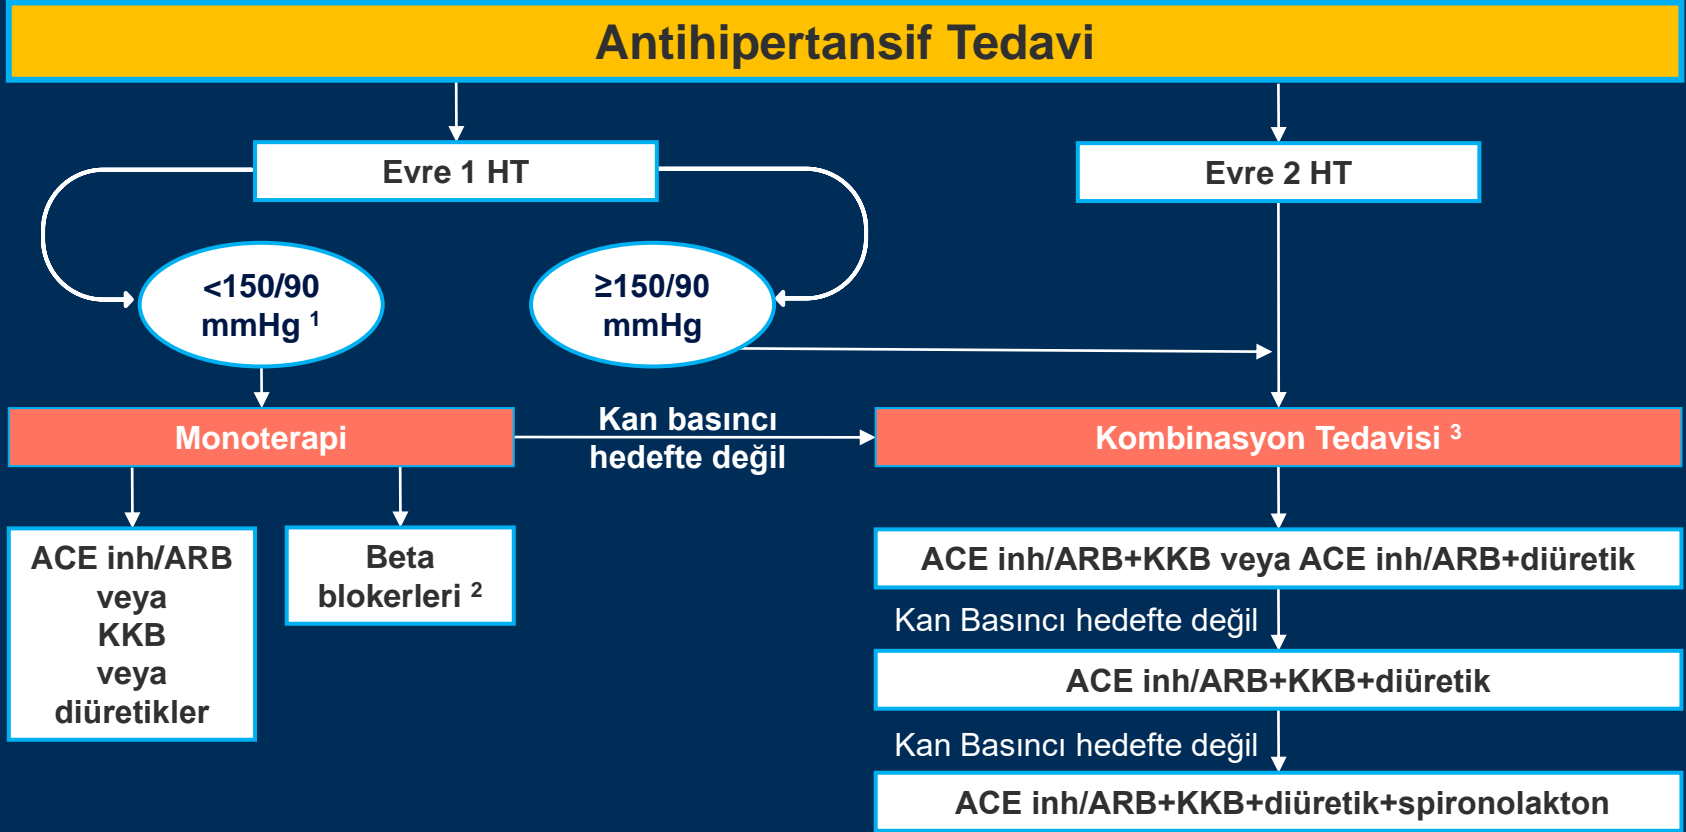 Antihipertansif Tedavi
Evre 1 HT
Evre 2 HT
<150/90
mmHg ¹
≥150/90
mmHg
Monoterapi
Kan basıncı
hedefte değil
Kombinasyon Tedavisi ³
ACE inh/ARB
veya
KKB
veya
diüretikler
Beta
blokerleri ²
ACE inh/ARB+KKB veya ACE inh/ARB+diüretik
Kan Basıncı hedefte değil
ACE inh/ARB+KKB+diüretik
Kan Basıncı hedefte değil
ACE inh/ARB+KKB+diüretik+spironolakton